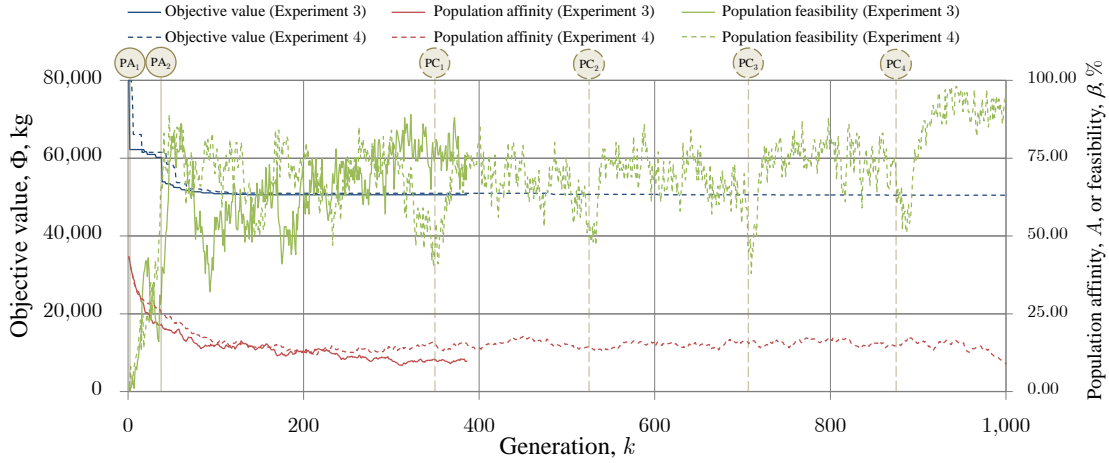 Objective value (Experiment 3) Population affinity (Experiment 3) Population feasibility (Experiment 3)
Objective value (Experiment 4) Population affinity (Experiment 4) Population feasibility (Experiment 4)
PA₁ PA₂ PC₁ PC₂ PC₃ PC₄
80,000 100.00
60,000 75.00
40,000 50.00
20,000 25.00
0 0.00
0 200 400 600 800 1,000
Generation, k
Objective value, Φ, kg
Population affinity, A, or feasibility, β, %